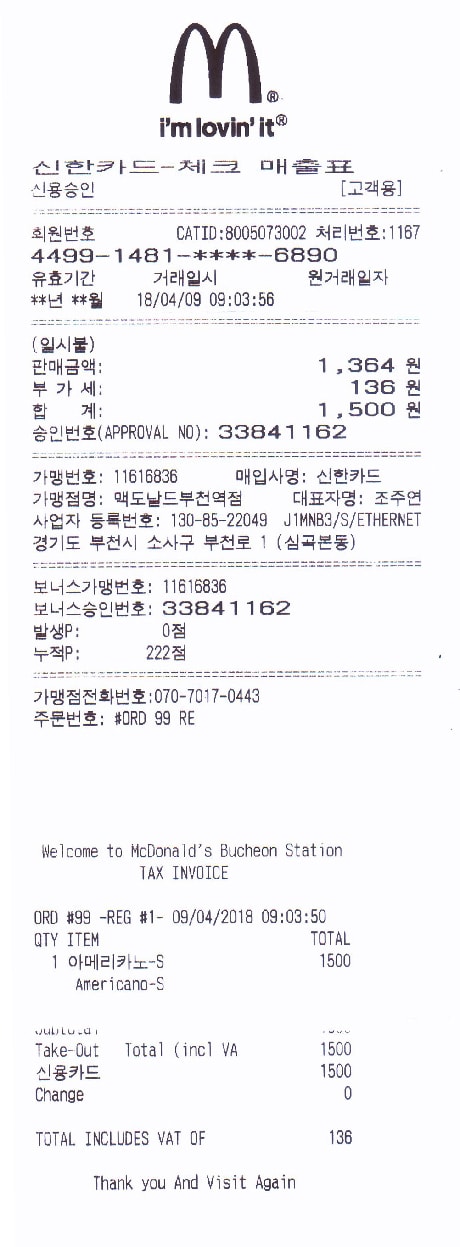 i'm lovin' it®
신한카드-체크 매출표
신용승인 [고객용]
회원번호 CATID:8005073002 처리번호:1167
4499-1481-****-6890
유효기간 거래일시 원거래일자
**년 **월 18/04/09 09:03:56
(일시불)
판매금액: 1,364 원
부 가 세: 136 원
합 계: 1,500 원
승인번호(APPROVAL NO): 33841162
가맹번호: 11616836 매입사명: 신한카드
가맹점명: 맥도날드부천역점 대표자명: 조주연
사업자 등록번호: 130-85-22049 J1MNB3/S/ETHERNET
경기도 부천시 소사구 부천로 1 (심곡본동)
보너스가맹번호: 11616836
보너스승인번호: 33841162
발생P: 0점
누적P: 222점
가맹점전화번호:070-7017-0443
주문번호: #ORD 99 RE
Welcome to McDonald's Bucheon Station
TAX INVOICE
ORD #99 -REG #1- 09/04/2018 09:03:50
QTY ITEM TOTAL
1 아메리카노-S 1500
Americano-S
Take-Out Total (incl VA 1500
신용카드 1500
Change 0
TOTAL INCLUDES VAT OF 136
Thank you And Visit Again